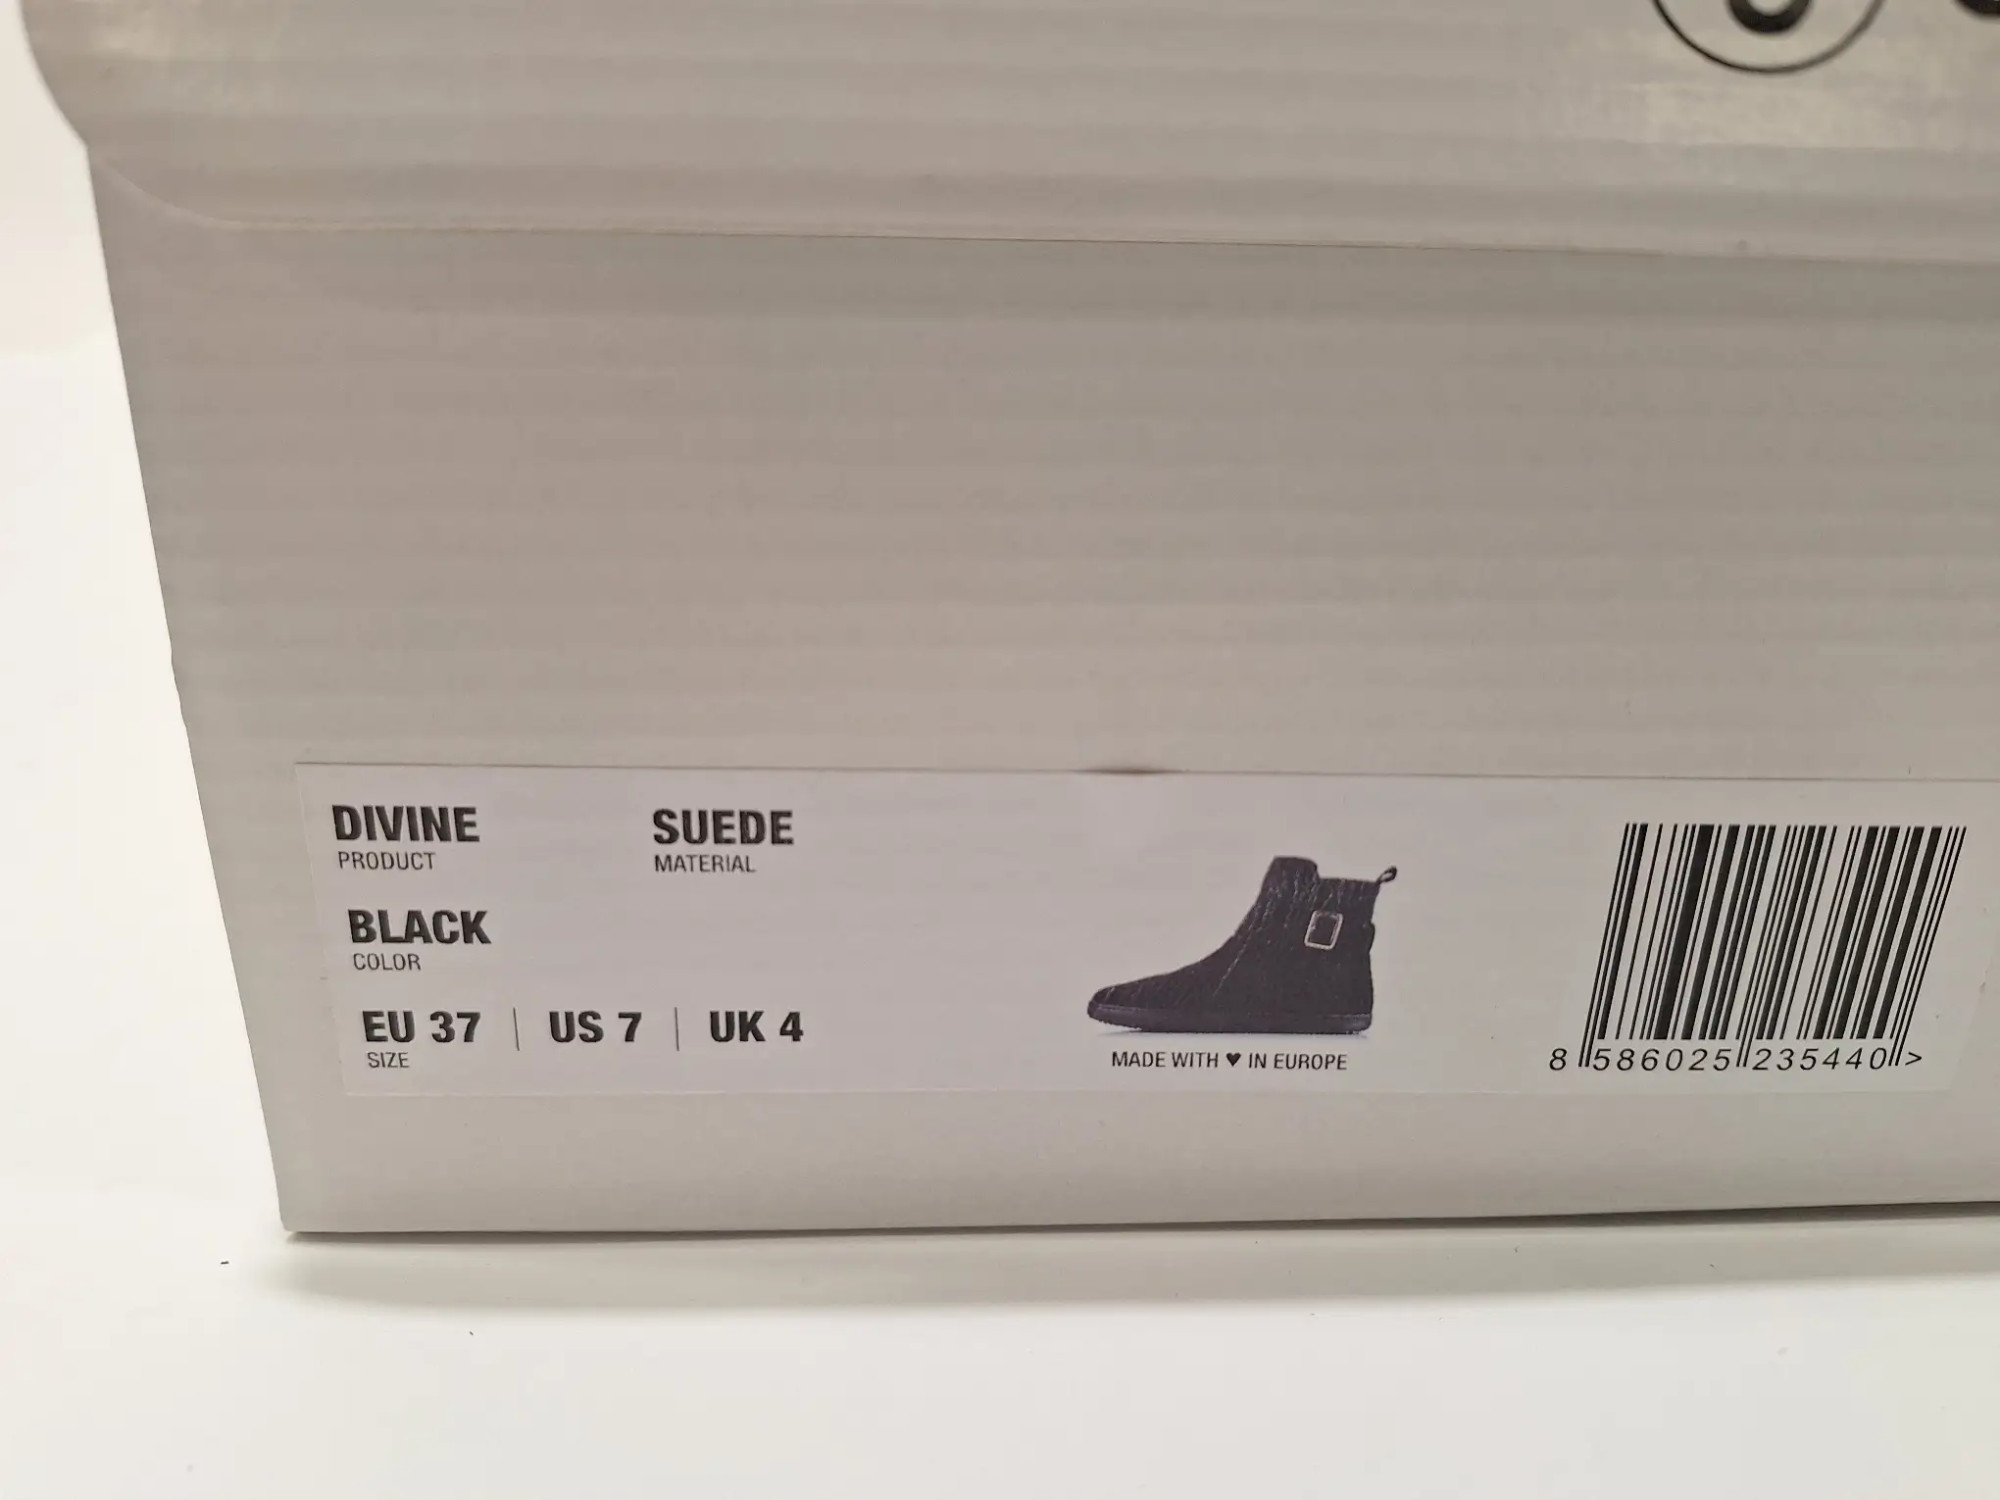 DIVINE
PRODUCT
SUEDE
MATERIAL
BLACK
COLOR
EU 37 | US 7 | UK 4
SIZE
MADE WITH ♥ IN EUROPE
8 586025 235440 >